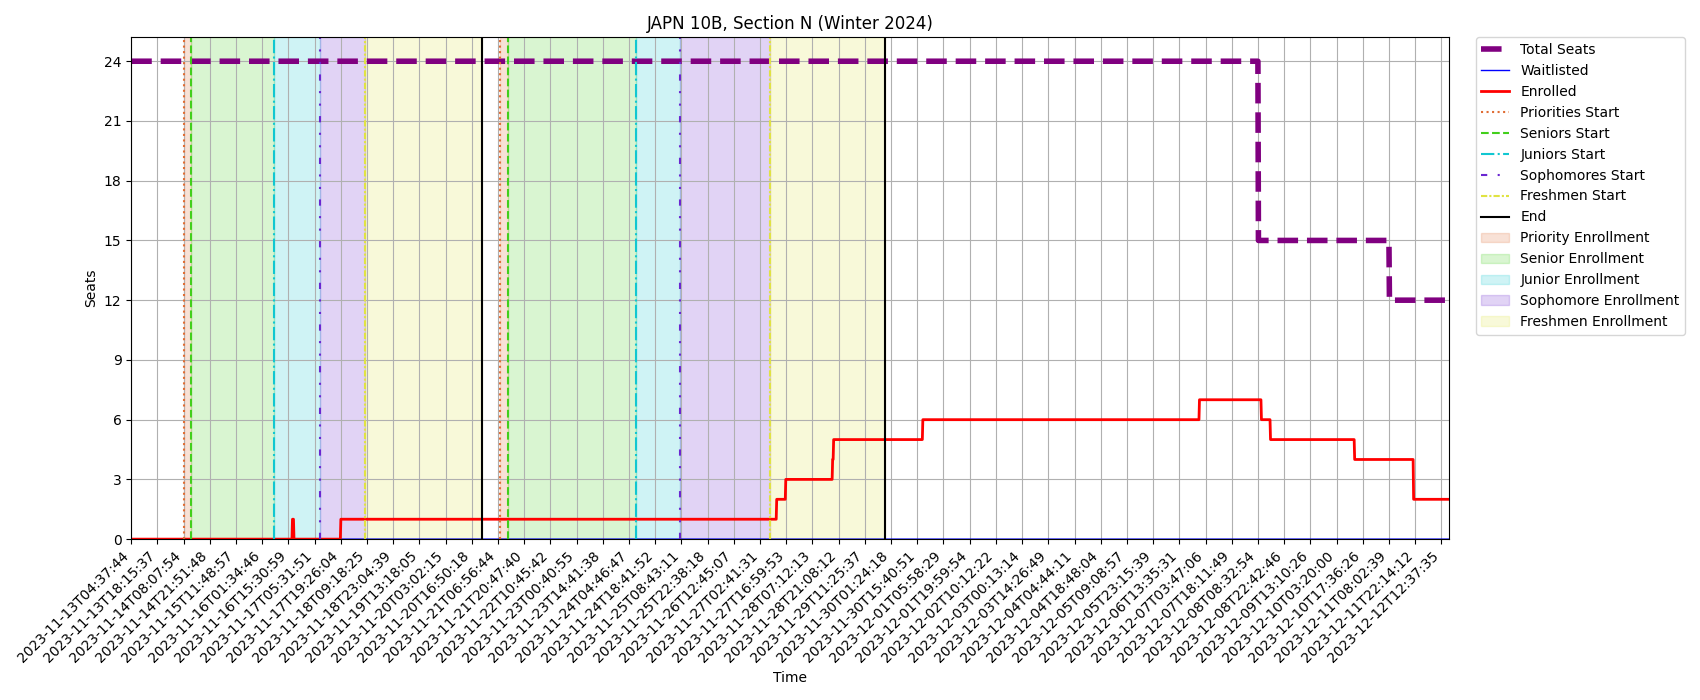 JAPN 10B, Section N (Winter 2024)
Seats
24
21
18
15
12
9
6
3
0
2023-11-13T04:37:44
2023-11-13T18:15:37
2023-11-14T08:07:54
2023-11-14T21:51:48
2023-11-15T11:48:57
2023-11-16T01:34:46
2023-11-16T15:30:59
2023-11-17T05:31:51
2023-11-17T19:26:04
2023-11-18T09:18:25
2023-11-18T23:04:39
2023-11-19T13:18:05
2023-11-20T03:02:15
2023-11-20T16:50:18
2023-11-21T06:56:44
2023-11-21T20:47:40
2023-11-22T10:45:42
2023-11-23T00:40:55
2023-11-23T14:41:38
2023-11-24T04:46:47
2023-11-24T18:41:52
2023-11-25T08:43:11
2023-11-25T22:38:18
2023-11-26T12:45:07
2023-11-27T02:41:31
2023-11-27T16:59:53
2023-11-28T07:12:13
2023-11-28T21:08:12
2023-11-29T11:25:37
2023-11-30T01:24:18
2023-11-30T15:40:51
2023-12-01T05:58:29
2023-12-01T19:59:54
2023-12-02T10:12:22
2023-12-03T00:13:14
2023-12-03T14:26:49
2023-12-04T04:44:11
2023-12-04T18:48:04
2023-12-05T09:08:57
2023-12-05T23:15:39
2023-12-06T13:35:31
2023-12-07T03:47:06
2023-12-07T18:11:49
2023-12-08T08:32:54
2023-12-08T22:42:46
2023-12-09T13:10:26
2023-12-10T03:20:00
2023-12-10T17:36:26
2023-12-11T08:02:39
2023-12-11T22:14:12
2023-12-12T12:37:35
Time
Total Seats
Waitlisted
Enrolled
Priorities Start
Seniors Start
Juniors Start
Sophomores Start
Freshmen Start
End
Priority Enrollment
Senior Enrollment
Junior Enrollment
Sophomore Enrollment
Freshmen Enrollment